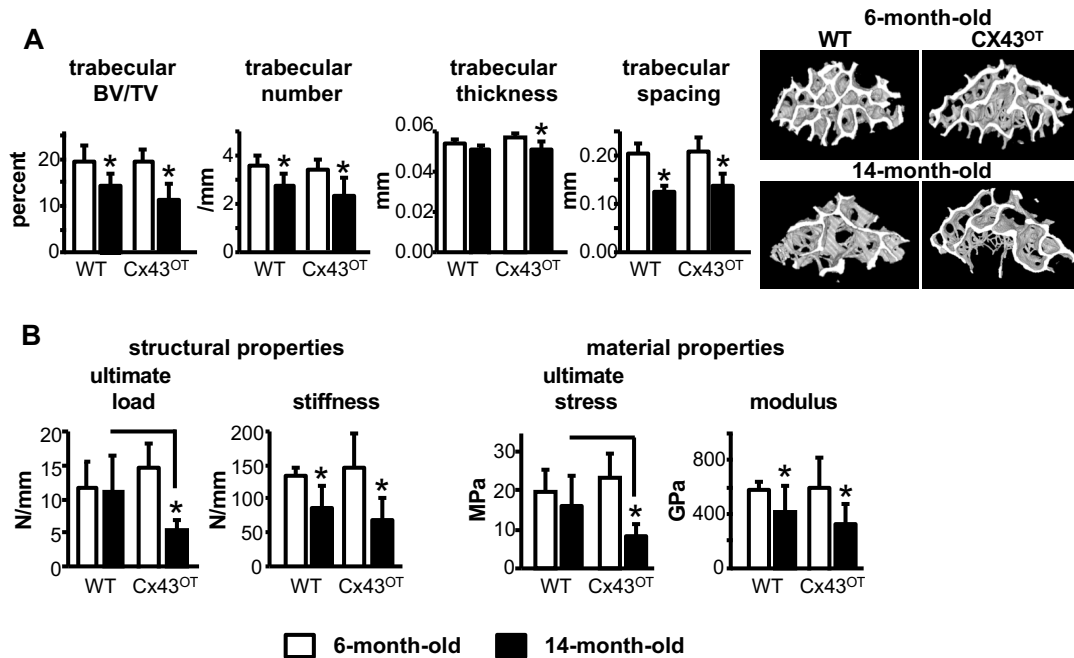 A
6-month-old
WT CX43OT
trabecular BV/TV
trabecular number
trabecular thickness
trabecular spacing
percent
20
10
0
WT Cx43OT
/mm
4
2
0
WT Cx43OT
mm
0.06
0.04
0.02
0.00
WT Cx43OT
mm
0.20
0.10
0.00
WT Cx43OT
* * * * * * *
14-month-old
B
structural properties
material properties
ultimate load
stiffness
ultimate stress
modulus
N/mm
20
15
10
5
0
*
WT Cx43OT
N/mm
200
150
100
50
0
* *
WT Cx43OT
MPa
30
20
10
0
*
WT Cx43OT
GPa
800
400
0
* *
WT Cx43OT
6-month-old 14-month-old